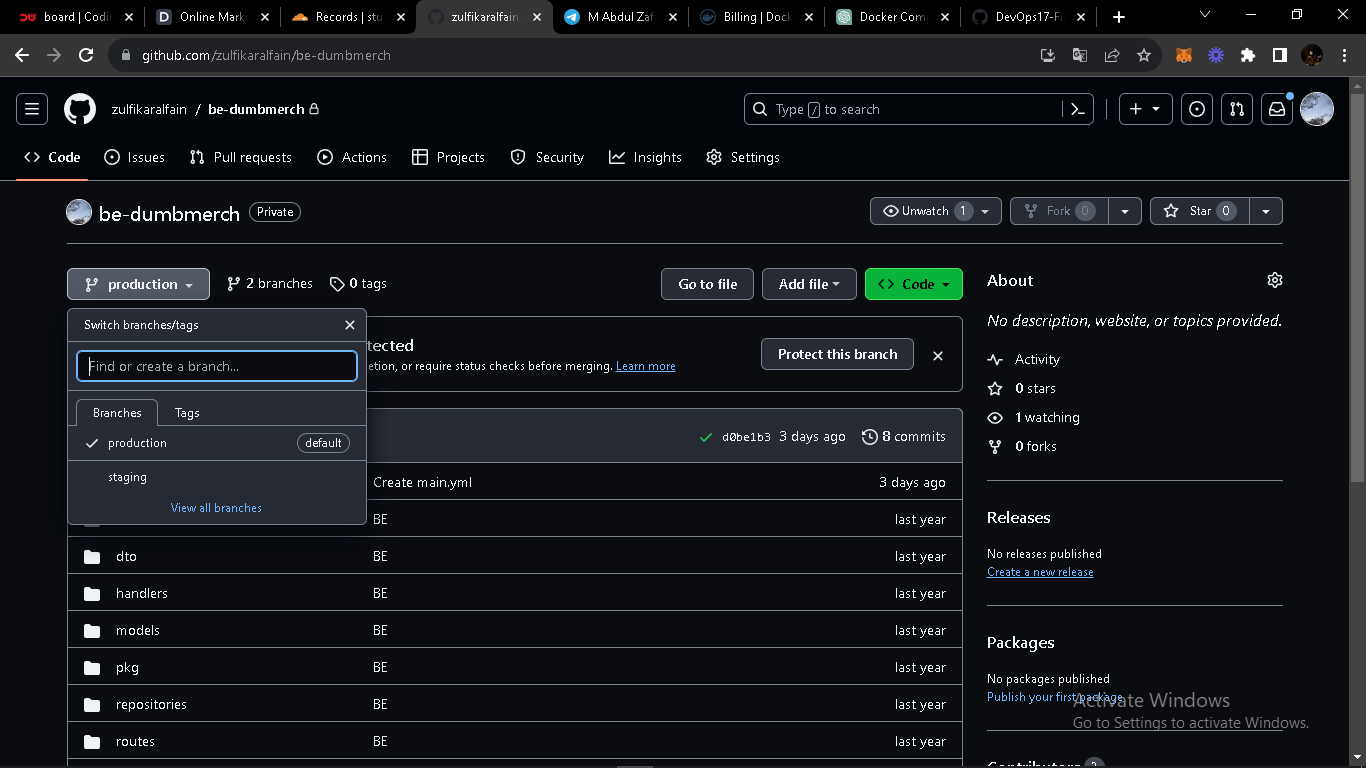 board | Codi
Online Mark
Records | stu
zulfikaralfain
M Abdul Zaf
Billing | Dock
Docker Com
DevOps17-Fi
github.com/zulfikaralfain/be-dumbmerch
zulfikaralfain / be-dumbmerch
Type / to search
Code Issues Pull requests Actions Projects Security Insights Settings
be-dumbmerch Private
Unwatch 1 Fork 0 Star 0
production 2 branches 0 tags
Go to file Add file Code
Switch branches/tags
Find or create a branch...
Branches Tags
production default
staging
View all branches
tected
etion, or require status checks before merging. Learn more
Protect this branch
d0be1b3 3 days ago 8 commits
Create main.yml 3 days ago
BE last year
dto BE last year
handlers BE last year
models BE last year
pkg BE last year
repositories BE last year
routes BE last year
About
No description, website, or topics provided.
Activity
0 stars
1 watching
0 forks
Releases
No releases published
Create a new release
Packages
No packages published
Publish your first package
Activate Windows
Go to Settings to activate Windows.